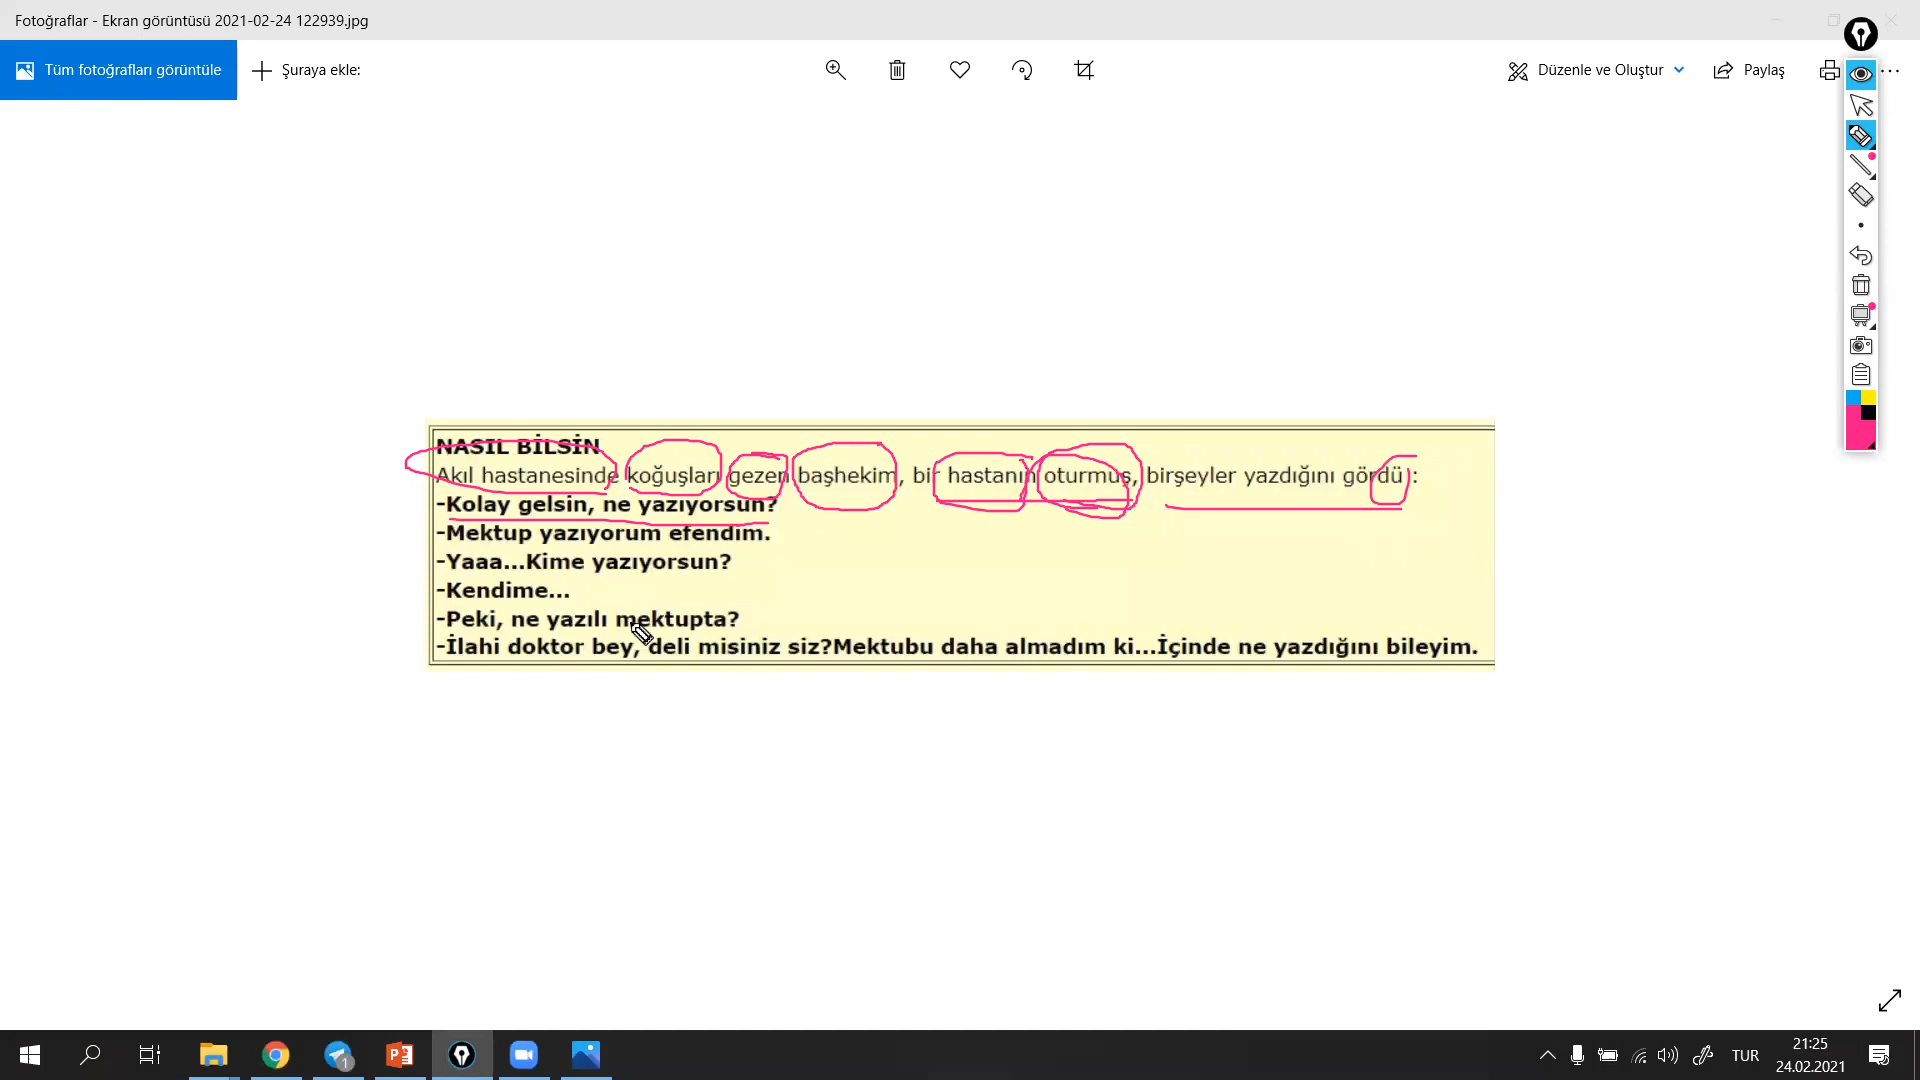 Fotoğraflar - Ekran görüntüsü 2021-02-24 122939.jpg
Tüm fotoğrafları görüntüle
Şuraya ekle:
Düzenle ve Oluştur
Paylaş
NASIL BİLSİN
Akıl hastanesinde koğuşları gezen başhekim, bir hastanın oturmuş, birşeyler yazdığını gördü :
-Kolay gelsin, ne yazıyorsun?
-Mektup yazıyorum efendim.
-Yaaa...Kime yazıyorsun?
-Kendime...
-Peki, ne yazılı mektupta?
-İlahi doktor bey, deli misiniz siz?Mektubu daha almadım ki...İçinde ne yazdığını bileyim.
1
TUR
21:25
24.02.2021